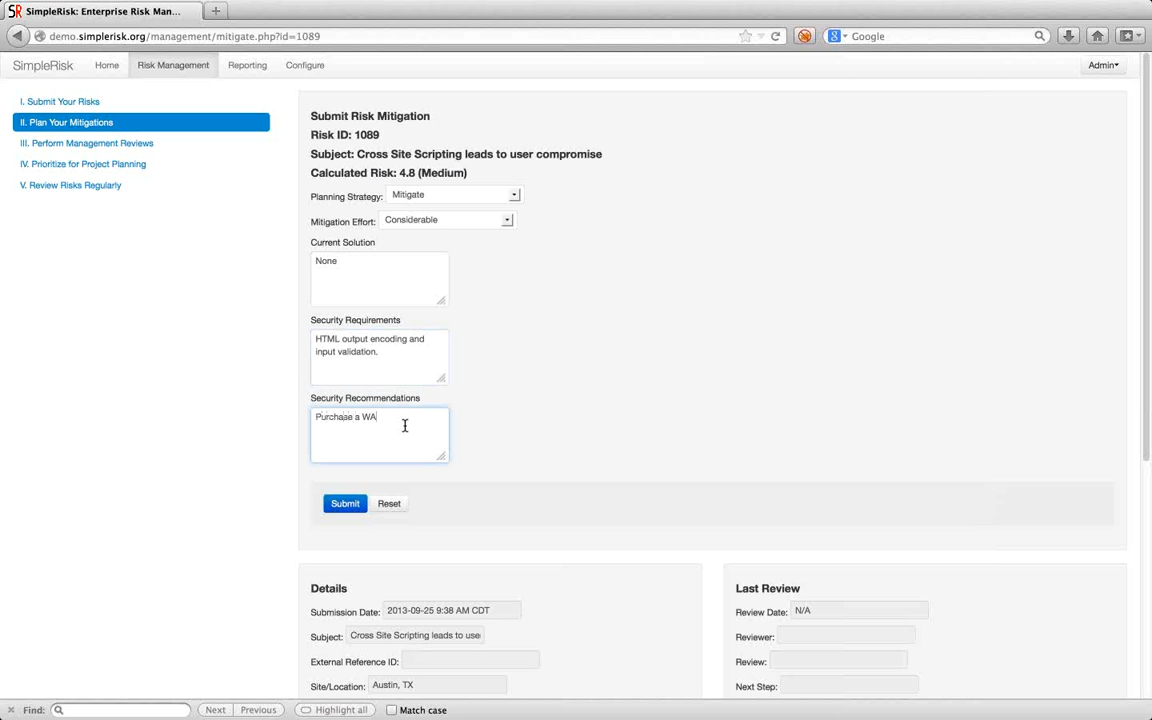 SimpleRisk: Enterprise Risk Man...
demo.simplerisk.org/management/mitigate.php?id=1089
Google
SimpleRisk Home Risk Management Reporting Configure Admin
I. Submit Your Risks
II. Plan Your Mitigations
III. Perform Management Reviews
IV. Prioritize for Project Planning
V. Review Risks Regularly
Submit Risk Mitigation
Risk ID: 1089
Subject: Cross Site Scripting leads to user compromise
Calculated Risk: 4.8 (Medium)
Planning Strategy: Mitigate
Mitigation Effort: Considerable
Current Solution
None
Security Requirements
HTML output encoding and
input validation.
Security Recommendations
Purchase a WA
Submit Reset
Details
Submission Date: 2013-09-25 9:38 AM CDT
Subject: Cross Site Scripting leads to use
External Reference ID:
Site/Location: Austin, TX
Last Review
Review Date: N/A
Reviewer:
Review:
Next Step:
Find: Next Previous Highlight all Match case